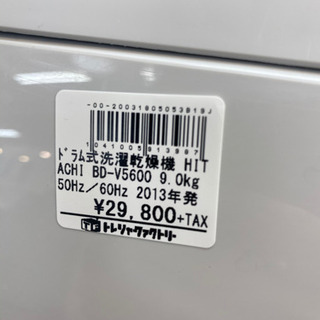 -00-200318050538919J
1041005813987
ﾄﾞﾗﾑ式洗濯乾燥機 HIT
ACHI BD-V5600 9.0kg
50Hz/60Hz 2013年発
¥29,800+TAX
トレジャーファクトリー